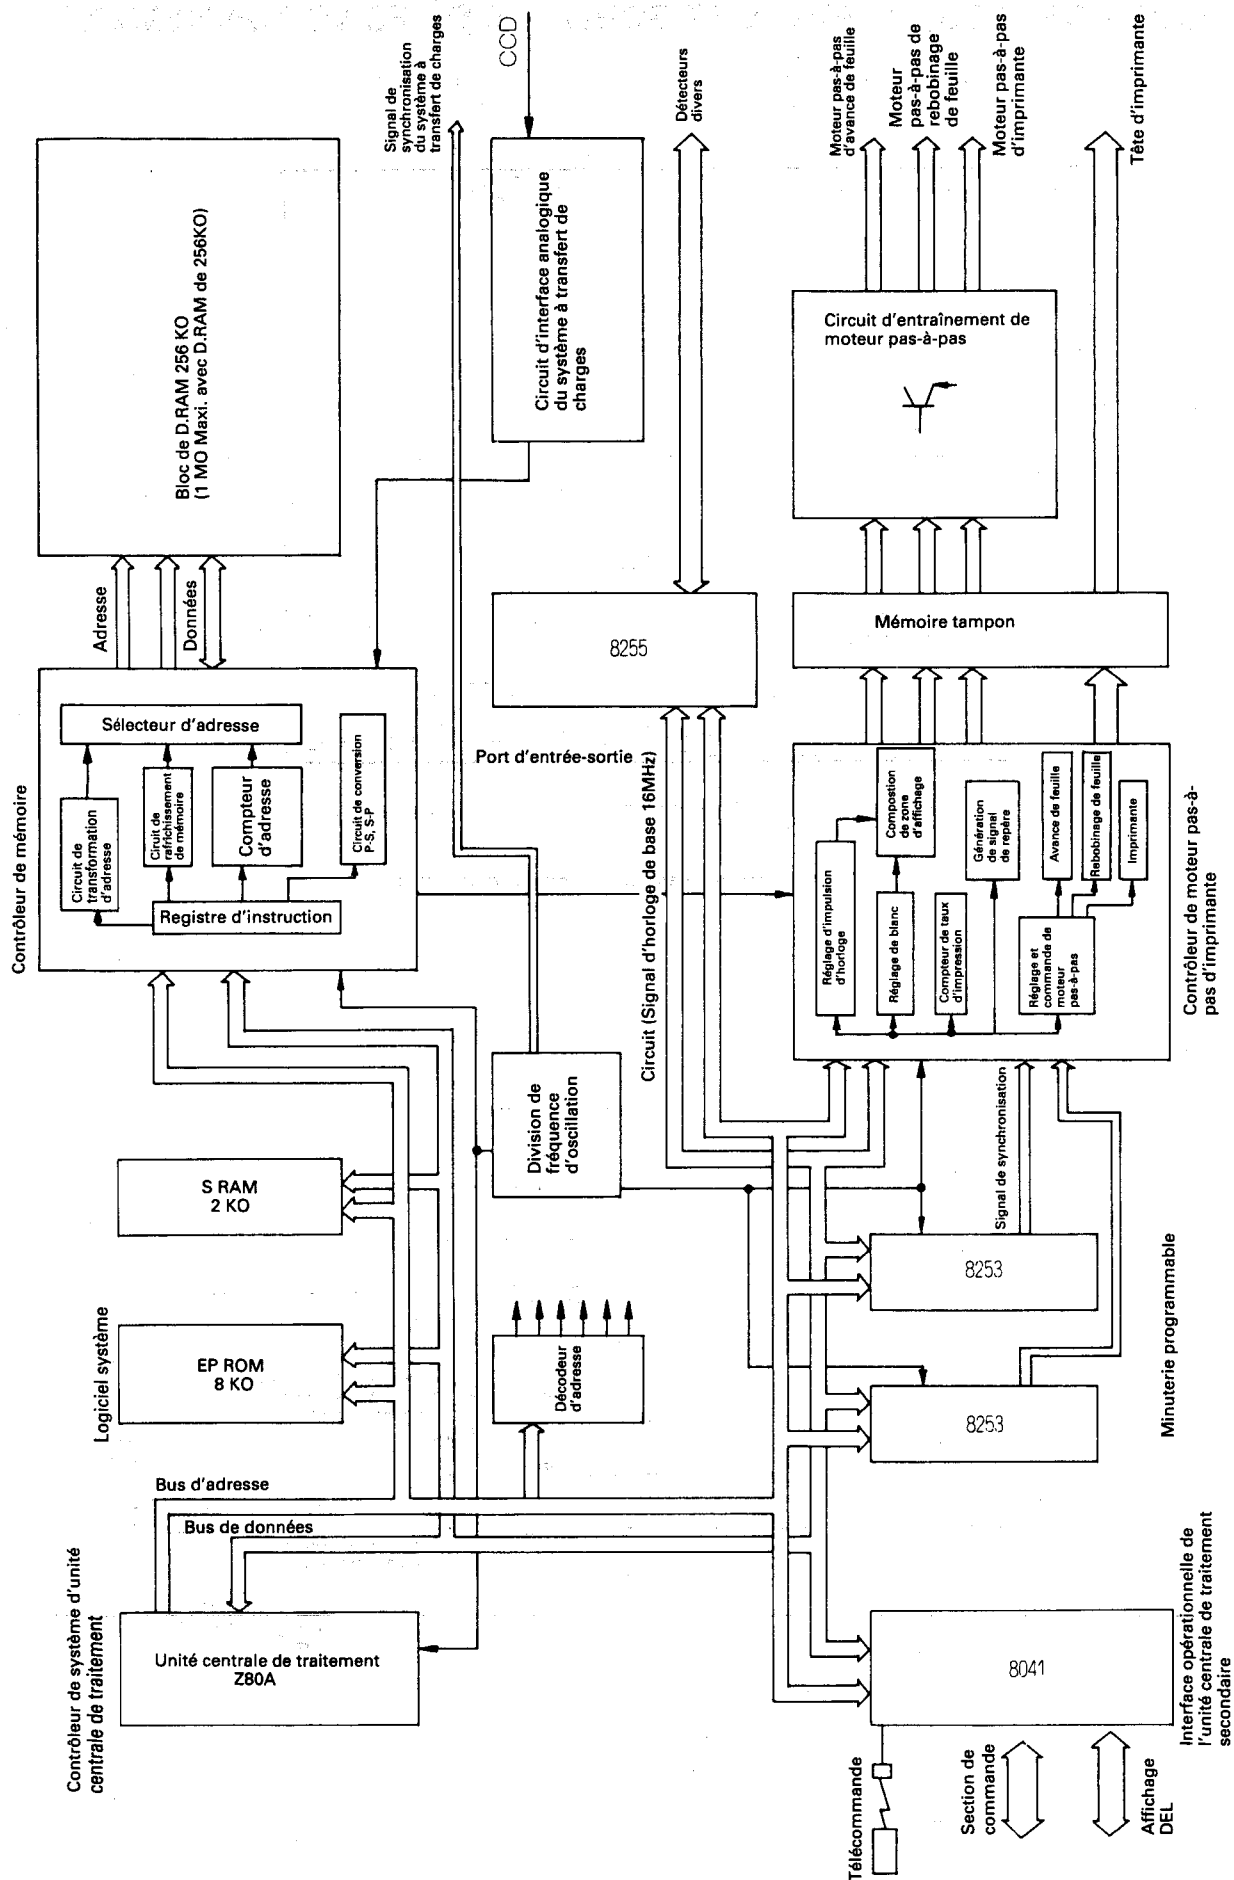 CCD
Signal de
synchronisation
du système à
transfert de charges
Détecteurs
divers
Moteur pas-à-pas
d'avance de feuille
Moteur
pas-à-pas de
rebobinage
de feuille
Moteur pas-à-pas
d'imprimante
Tête d'imprimante
Bloc de D.RAM 256 KO
(1 MO Maxi. avec D.RAM de 256KO)
Circuit d'interface analogique
du système à transfert de
charges
Circuit d'entraînement de
moteur pas-à-pas
Adresse
Données
8255
Mémoire tampon
Contrôleur de mémoire
Sélecteur d'adresse
Circuit de
transformation
d'adresse
Ciruit de
rafrîchissement
de mémoire
Compteur
d'adresse
Circuit de conversion
P-S, S-P
Registre d'instruction
Port d'entrée-sortie
Circuit (Signal d'horloge de base 16MHz)
Réglage d'impulsion
d'horloge
Compostion
de zona
d'affichage
Réglage de blanc
Compteur de taux
d'impression
Génération
de signal
de repère
Réglage et
commande de
moteur
pas-à-pas
Avance de feuille
Rebobinage de feuille
Imprimante
Contrôleur de moteur pas-à-
pas d'imprimante
Division de
fréquence
d'oscillation
S RAM
2 KO
Signal de synchronisation
8253
Logiciel système
EP ROM
8 KO
Décodeur
d'adresse
8253
Minuterie programmable
Bus d'adresse
Bus de données
Contrôleur de système d'unité
centrale de traitement
Unité centrale de traitement
Z80A
8041
Interface opérationnelle de
l'unité centrale de traitement
secondaire
Télécommande
Section de
commande
Affichage
DEL